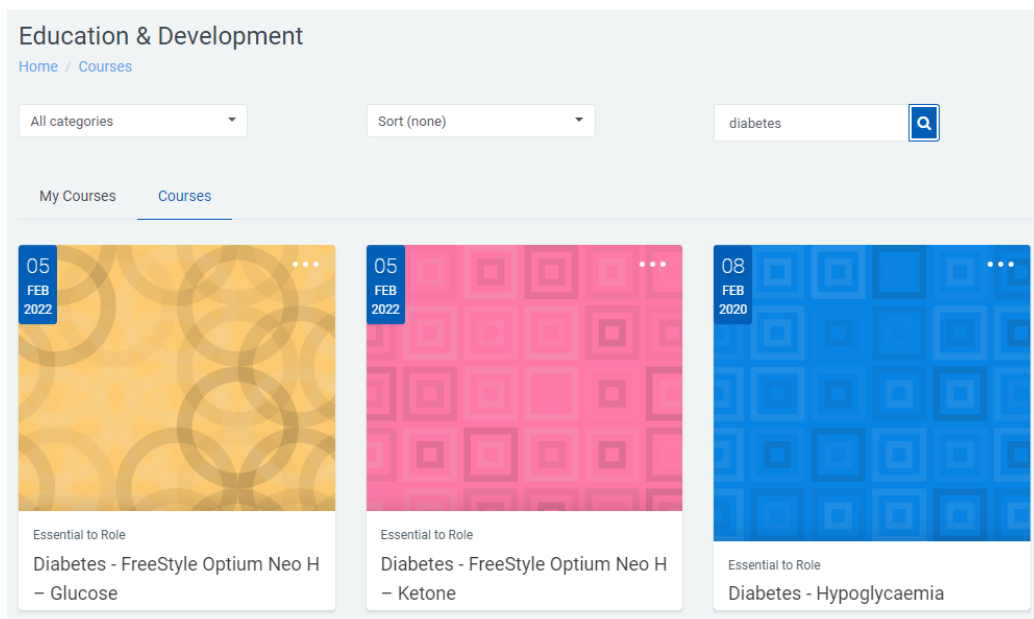 Education & Development
Home / Courses
All categories
Sort (none)
diabetes
My Courses
Courses
05
FEB
2022
Essential to Role
Diabetes - FreeStyle Optium Neo H
– Glucose
05
FEB
2022
Essential to Role
Diabetes - FreeStyle Optium Neo H
– Ketone
08
FEB
2020
Essential to Role
Diabetes - Hypoglycaemia